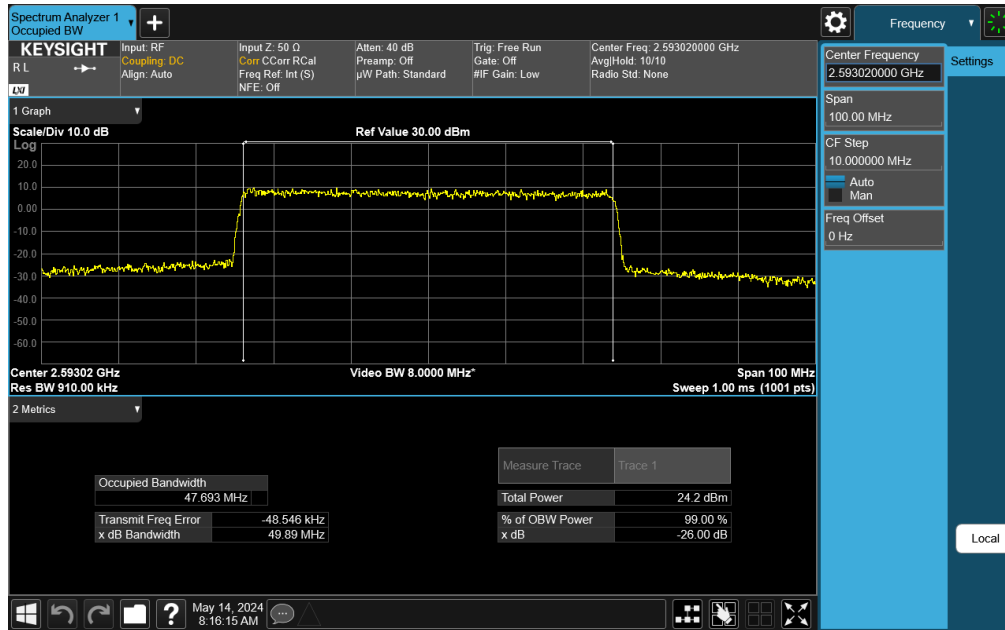 Spectrum Analyzer 1
Occupied BW
Frequency
KEYSIGHT
R L
LXI
Input: RF
Coupling: DC
Align: Auto
Input Z: 50 Ω
Corr CCorr RCal
Freq Ref: Int (S)
NFE: Off
Atten: 40 dB
Preamp: Off
µW Path: Standard
Trig: Free Run
Gate: Off
#IF Gain: Low
Center Freq: 2.593020000 GHz
Avg|Hold: 10/10
Radio Std: None
Center Frequency
2.593020000 GHz
Settings
Span
100.00 MHz
CF Step
10.000000 MHz
Auto
Man
Freq Offset
0 Hz
Local
1 Graph
Scale/Div 10.0 dB
Ref Value 30.00 dBm
Log
20.0
10.0
0.00
-10.0
-20.0
-30.0
-40.0
-50.0
-60.0
Center 2.59302 GHz
Video BW 8.0000 MHz*
Span 100 MHz
Res BW 910.00 kHz
Sweep 1.00 ms (1001 pts)
2 Metrics
Measure Trace Trace 1
Occupied Bandwidth
47.693 MHz
Total Power 24.2 dBm
Transmit Freq Error -48.546 kHz
% of OBW Power 99.00 %
x dB Bandwidth 49.89 MHz
x dB -26.00 dB
May 14, 2024
8:16:15 AM